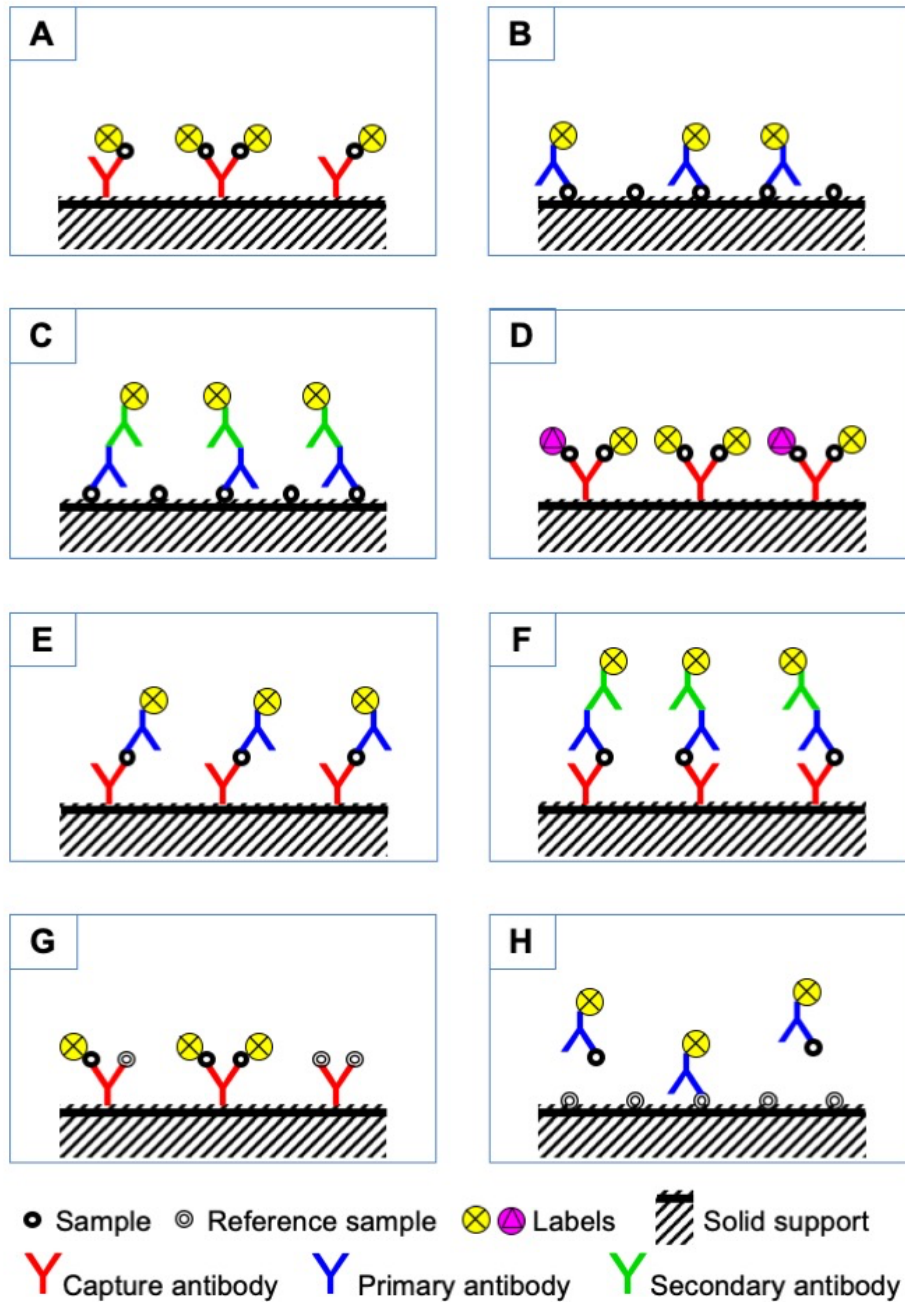 A
B
C
D
E
F
G
H
Sample
Reference sample
Labels
Solid support
Capture antibody
Primary antibody
Secondary antibody